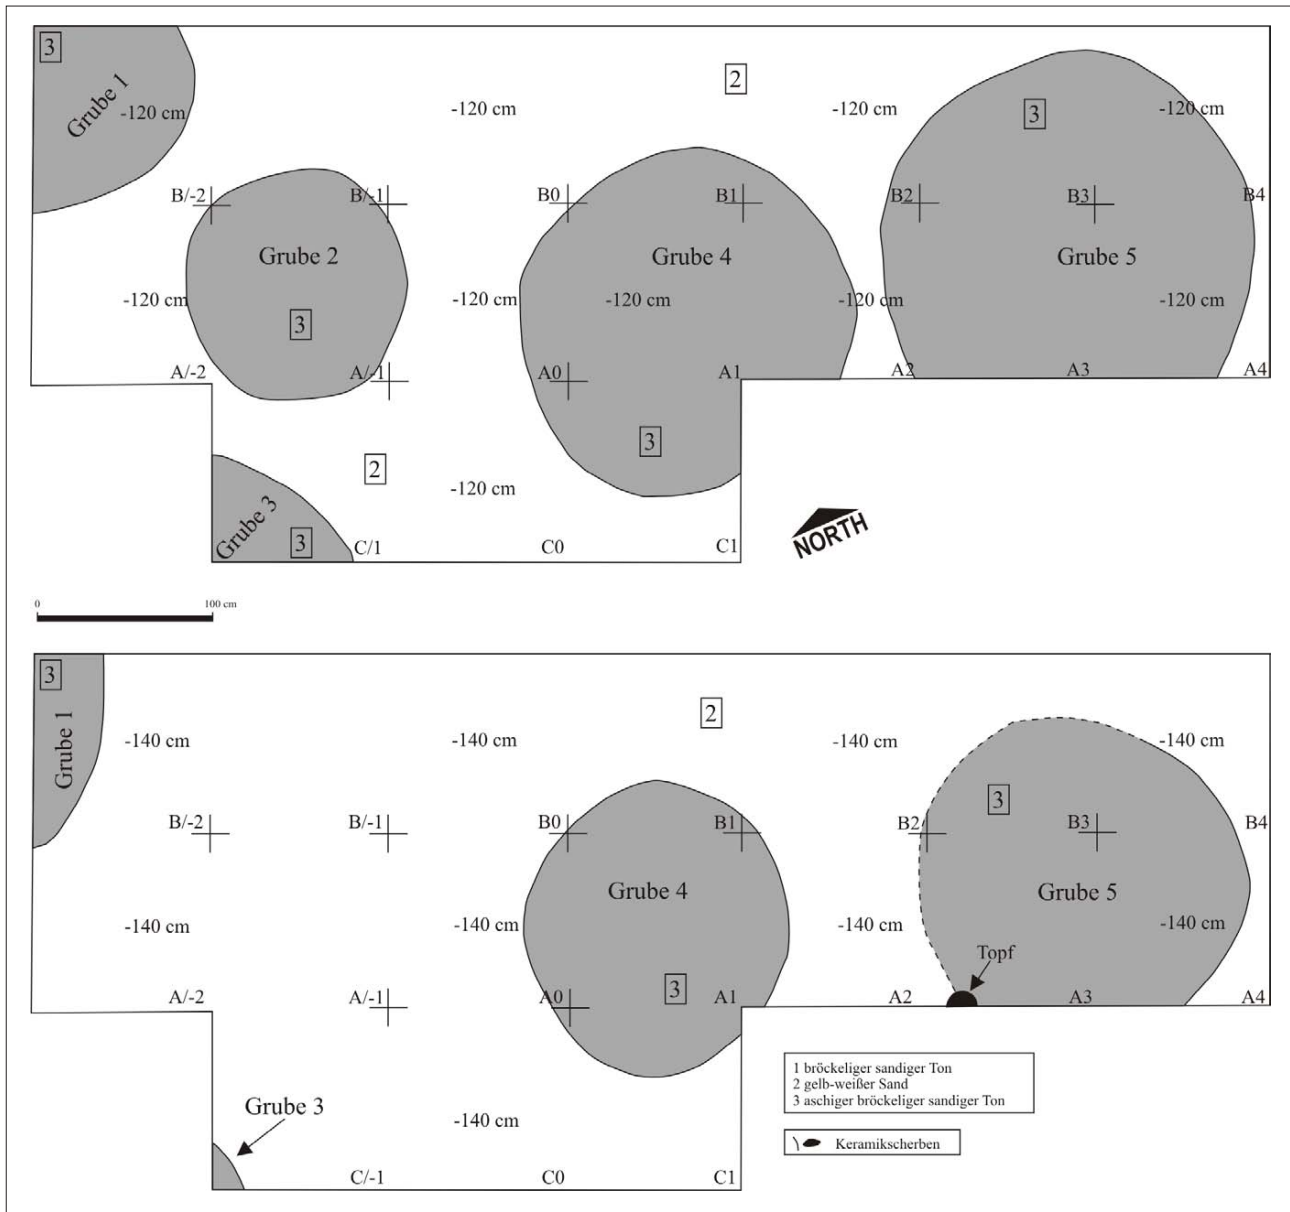 3
Grube 1
-120 cm
-120 cm
2
-120 cm
3
-120 cm
B/-2
B/-1
B0
B1
B2
B3
B4
Grube 2
Grube 4
Grube 5
-120 cm
3
-120 cm
-120 cm
-120 cm
-120 cm
A/-2
A/-1
A0
A1
A2
A3
A4
3
2
-120 cm
Grube 3
3
C/1
C0
C1
NORTH
0
100 cm
3
Grube 1
-140 cm
-140 cm
2
-140 cm
-140 cm
3
B/-2
B/-1
B0
B1
B2
B3
B4
Grube 4
Grube 5
-140 cm
-140 cm
-140 cm
-140 cm
Topf
3
A/-2
A/-1
A0
A1
A2
A3
A4
Grube 3
-140 cm
C/-1
C0
C1
1 bröckeliger sandiger Ton
2 gelb-weißer Sand
3 aschiger bröckeliger sandiger Ton
Keramikscherben